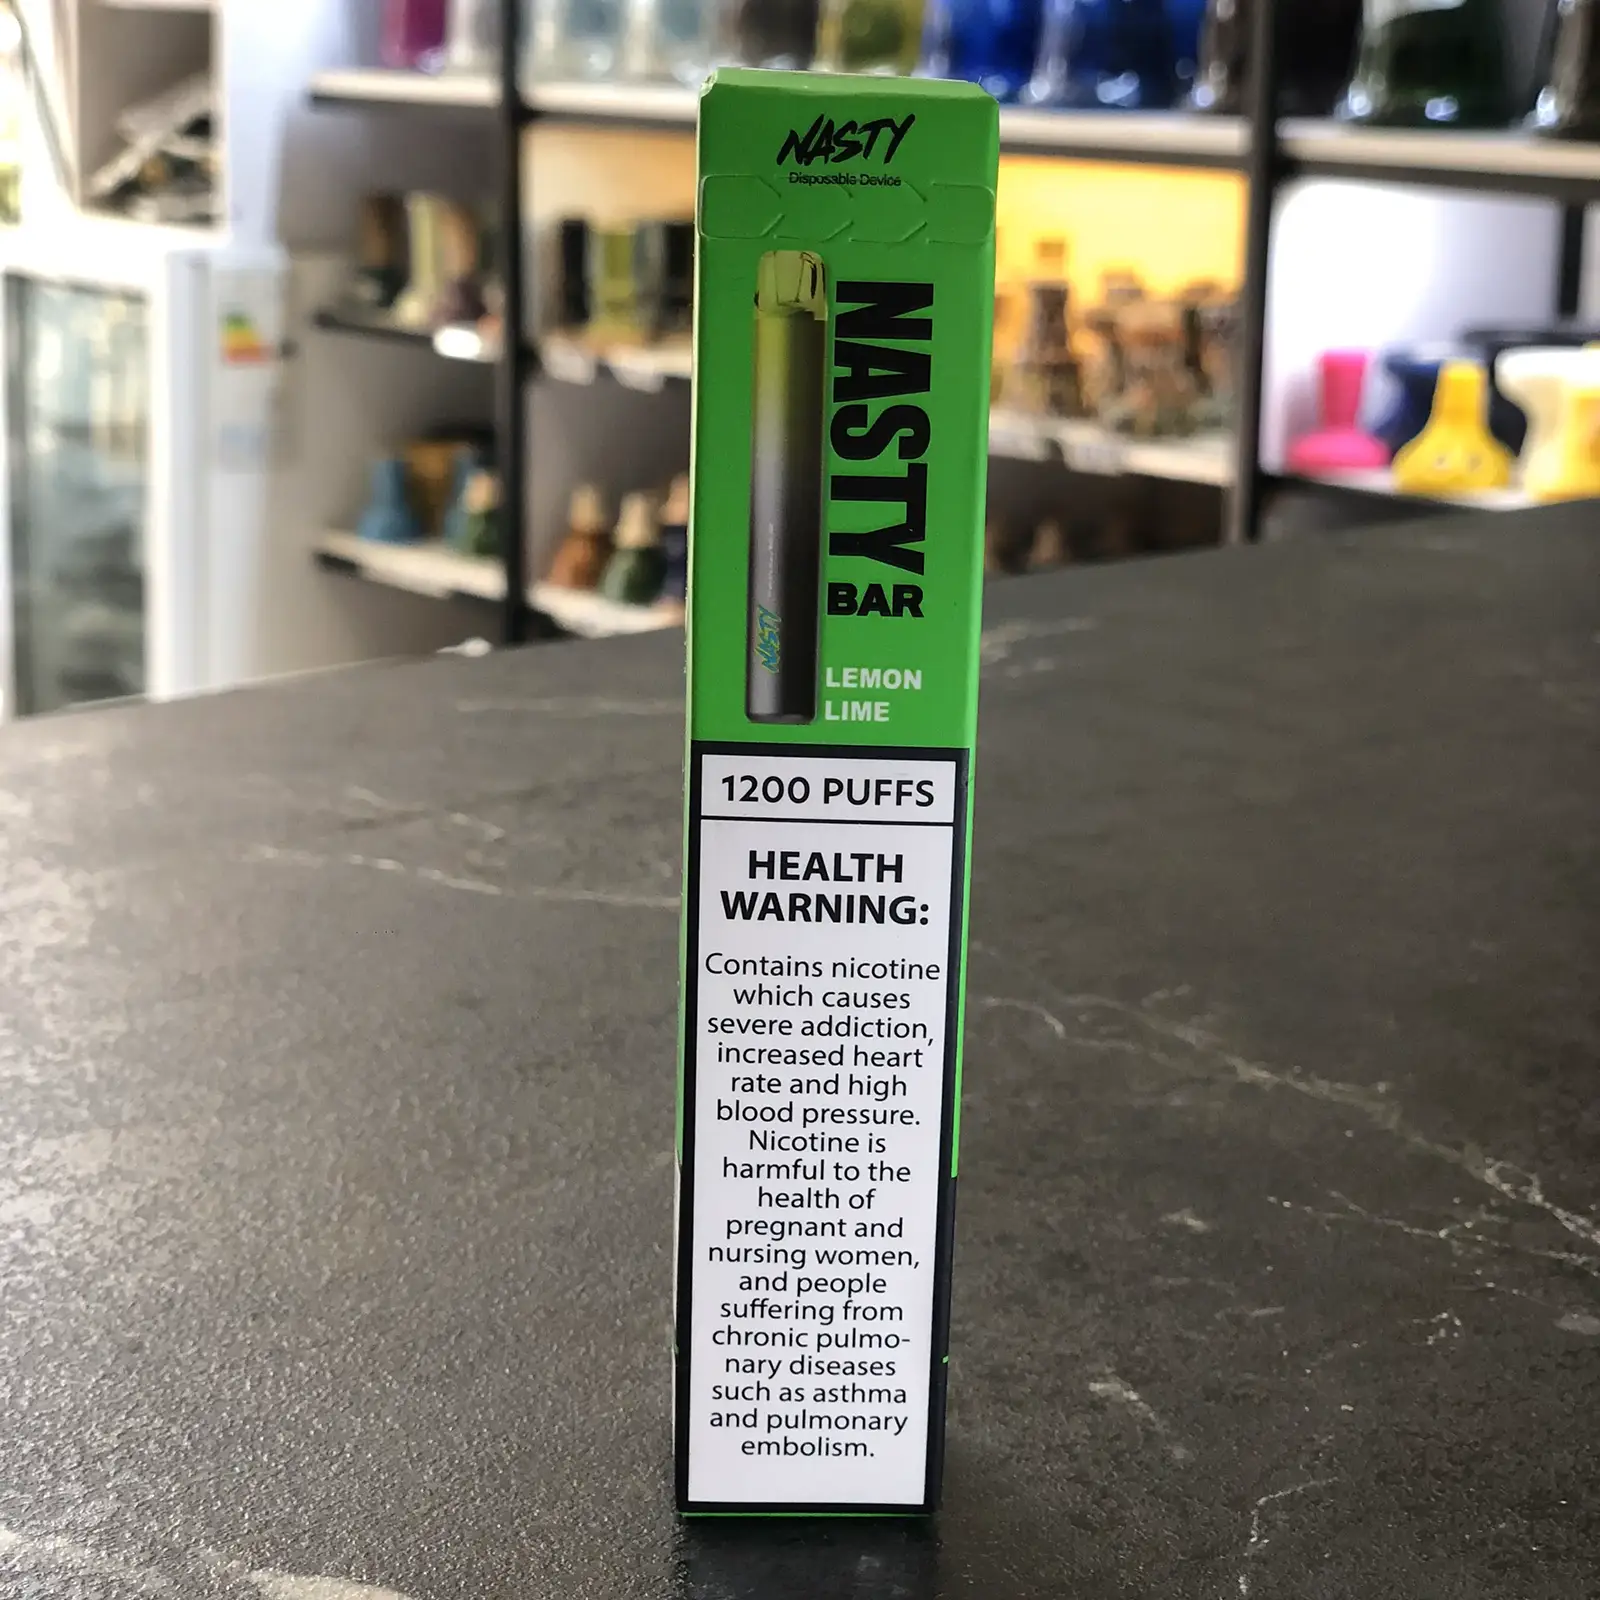 NASTY
Disposable Device
NASTY
BAR
NASTY
LEMON
LIME
1200 PUFFS
HEALTH
WARNING:
Contains nicotine
which causes
severe addiction,
increased heart
rate and high
blood pressure.
Nicotine is
harmful to the
health of
pregnant and
nursing women,
and people
suffering from
chronic pulmo-
nary diseases
such as asthma
and pulmonary
embolism.